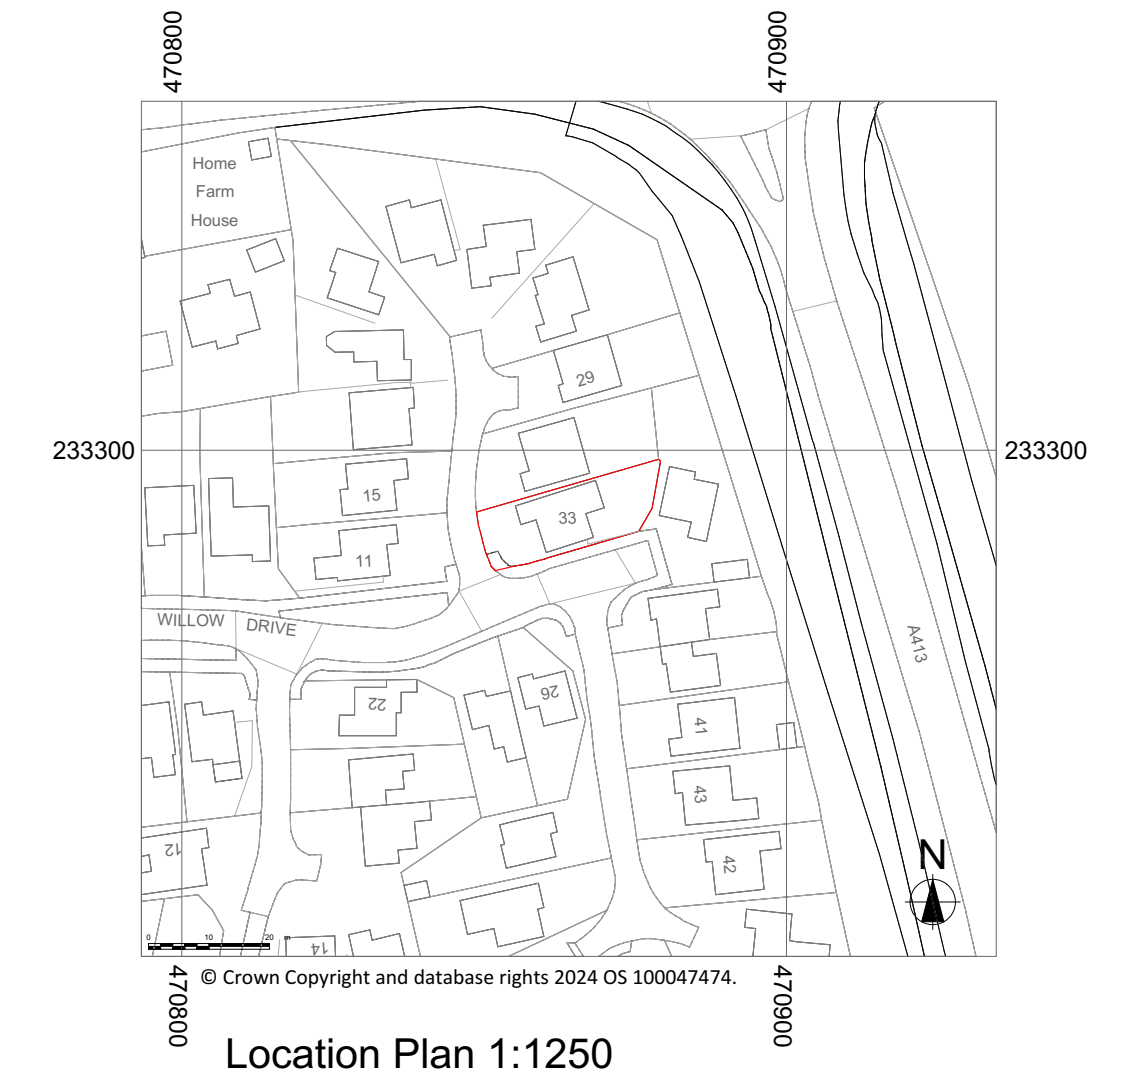 470800
470900
Home
Farm
House
29
233300
233300
15
33
11
WILLOW DRIVE
A413
26
22
41
43
12
42
N
14
0 10 20 m
© Crown Copyright and database rights 2024 OS 100047474.
470800
470900
Location Plan 1:1250